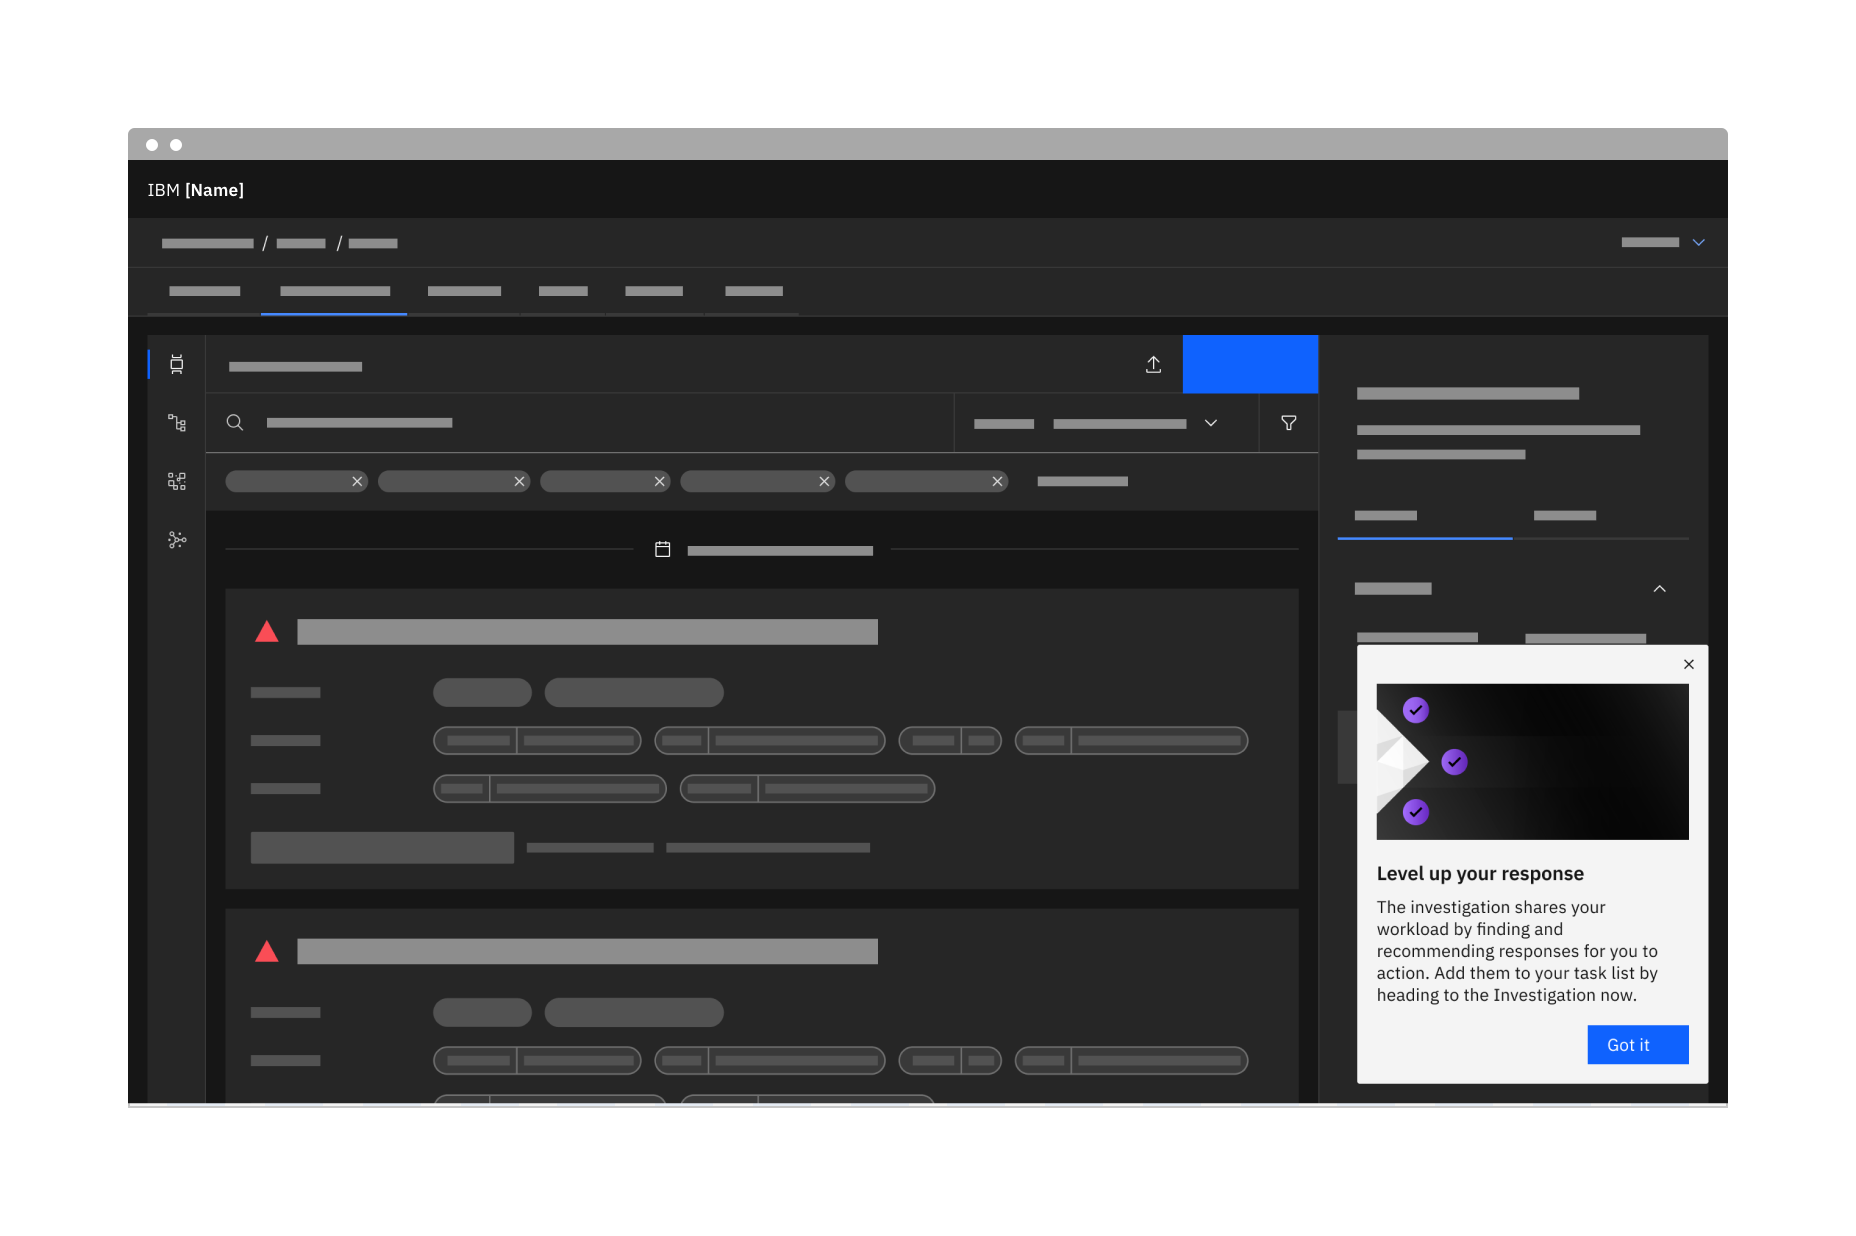 IBM [Name]
/ /
Level up your response
The investigation shares your
workload by finding and
recommending responses for you to
action. Add them to your task list by
heading to the Investigation now.
Got it